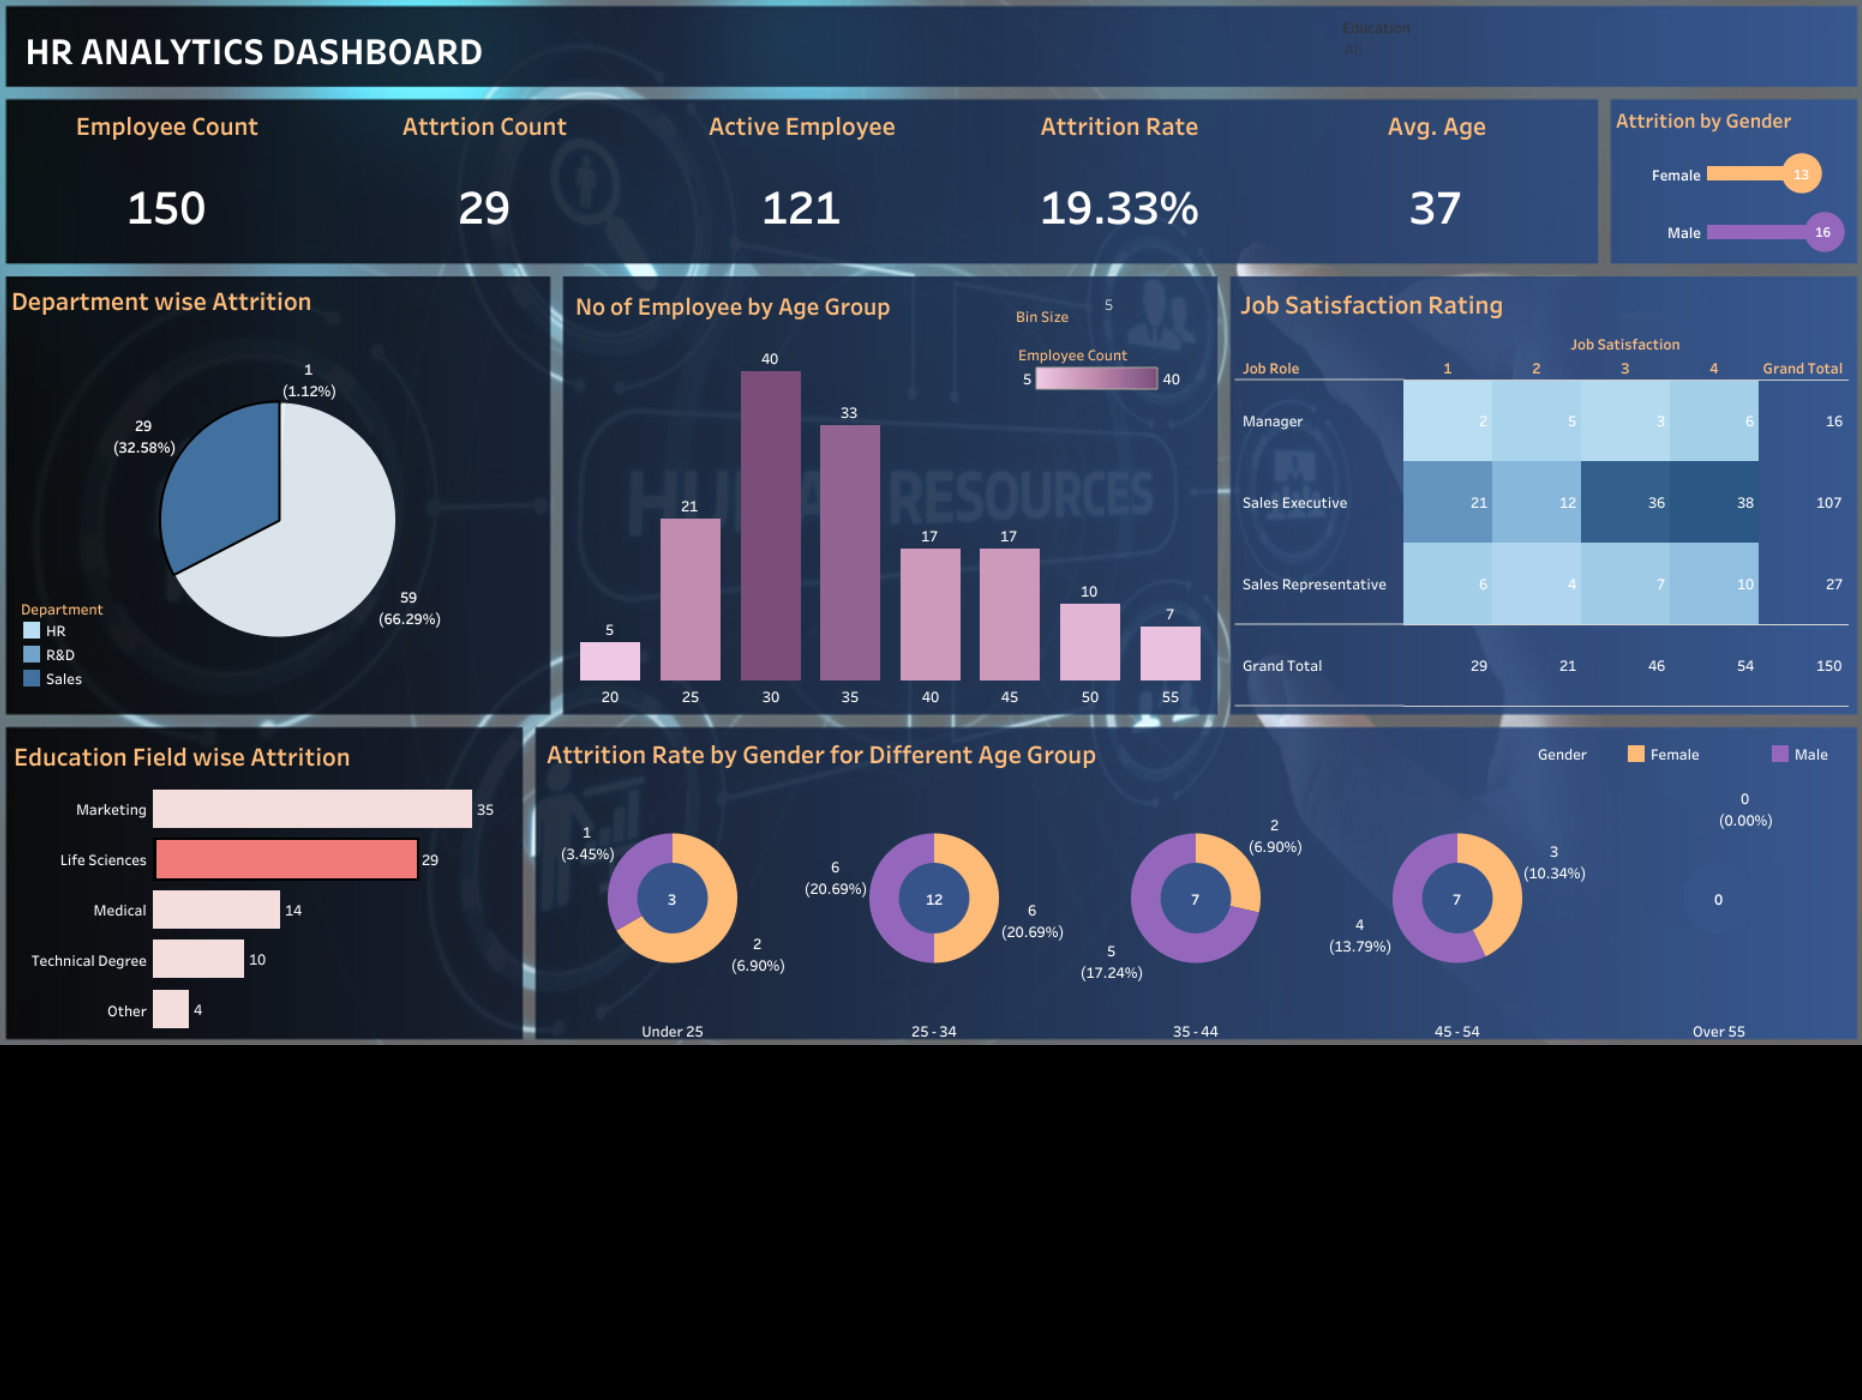 Education
All
HR ANALYTICS DASHBOARD
Employee Count
Attrtion Count
Active Employee
Attrition Rate
Avg. Age
150
29
121
19.33%
37
Attrition by Gender
Female 13
Male 16
Department wise Attrition
1
(1.12%)
29
(32.58%)
59
(66.29%)
Department
HR
R&D
Sales
No of Employee by Age Group
Bin Size 5
Employee Count
5 40
40
33
21
17 17
10
7
5
20 25 30 35 40 45 50 55
HUMAN RESOURCES
Job Satisfaction Rating
Job Satisfaction
Job Role 1 2 3 4 Grand Total
Manager 2 5 3 6 16
Sales Executive 21 12 36 38 107
Sales Representative 6 4 7 10 27
Grand Total 29 21 46 54 150
Education Field wise Attrition
Marketing 35
Life Sciences 29
Medical 14
Technical Degree 10
Other 4
Attrition Rate by Gender for Different Age Group
Gender Female Male
1
(3.45%)
3
2
(6.90%)
Under 25
6
(20.69%)
12
6
(20.69%)
25 - 34
2
(6.90%)
7
5
(17.24%)
35 - 44
3
(10.34%)
7
4
(13.79%)
45 - 54
0
(0.00%)
0
Over 55